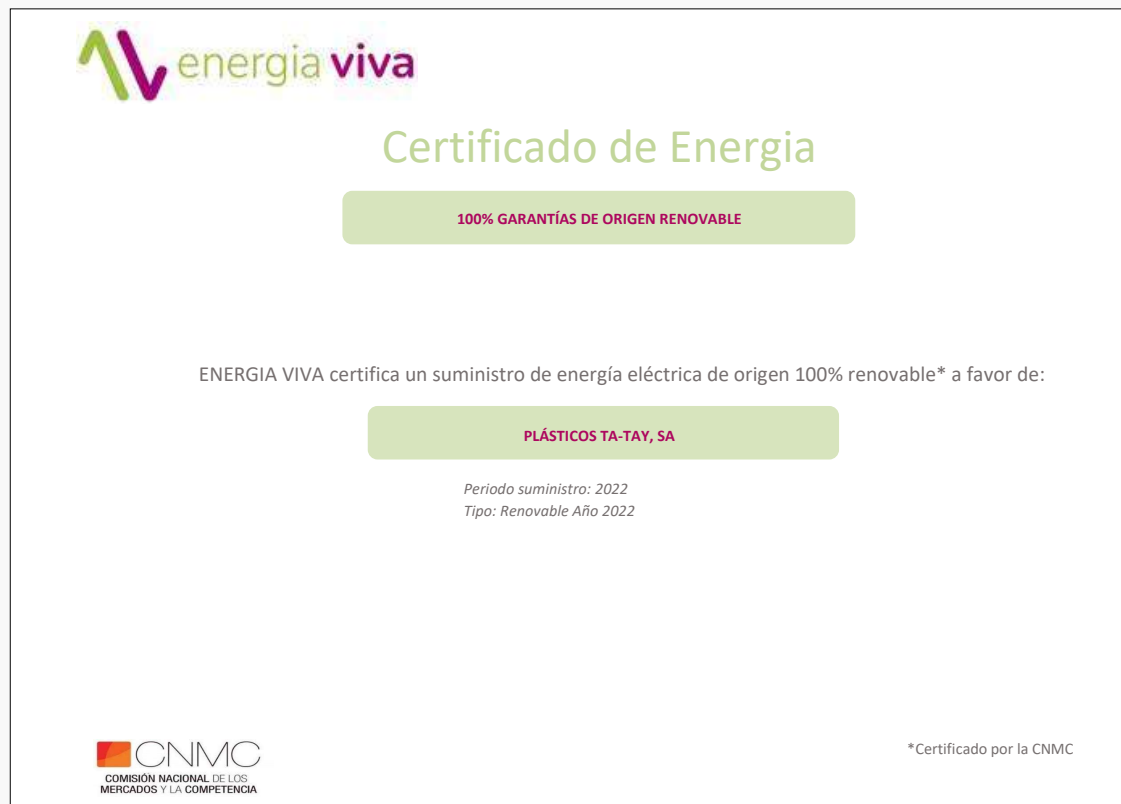 energia viva
Certificado de Energia
100% GARANTÍAS DE ORIGEN RENOVABLE
ENERGIA VIVA certifica un suministro de energía eléctrica de origen 100% renovable* a favor de:
PLÁSTICOS TA-TAY, SA
Periodo suministro: 2022
Tipo: Renovable Año 2022
CNMC
COMISIÓN NACIONAL DE LOS
MERCADOS Y LA COMPETENCIA
*Certificado por la CNMC